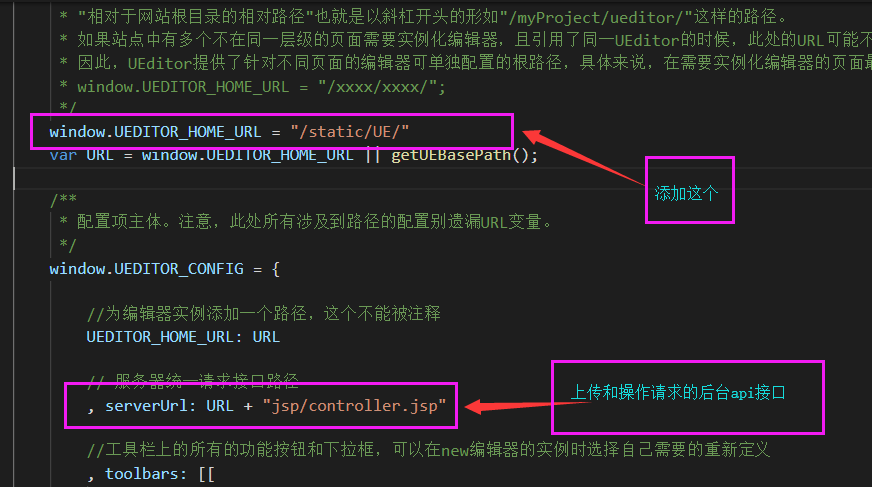 * "相对于网站根目录的相对路径"也就是以斜杠开头的形如"/myProject/ueditor/"这样的路径。
* 如果站点中有多个不在同一层级的页面需要实例化编辑器，且引用了同一UEditor的时候，此处的URL可能不
* 因此，UEditor提供了针对不同页面的编辑器可单独配置的根路径，具体来说，在需要实例化编辑器的页面最
* window.UEDITOR_HOME_URL = "/xxxx/xxxx/";
*/
window.UEDITOR_HOME_URL = "/static/UE/"
var URL = window.UEDITOR_HOME_URL || getUEBasePath();
添加这个
/**
* 配置项主体。注意，此处所有涉及到路径的配置别遗漏URL变量。
*/
window.UEDITOR_CONFIG = {
//为编辑器实例添加一个路径，这个不能被注释
UEDITOR_HOME_URL: URL
// 服务器统一请求接口路径
, serverUrl: URL + "jsp/controller.jsp"
上传和操作请求的后台api接口
//工具栏上的所有的功能按钮和下拉框，可以在new编辑器的实例时选择自己需要的重新定义
, toolbars: [[